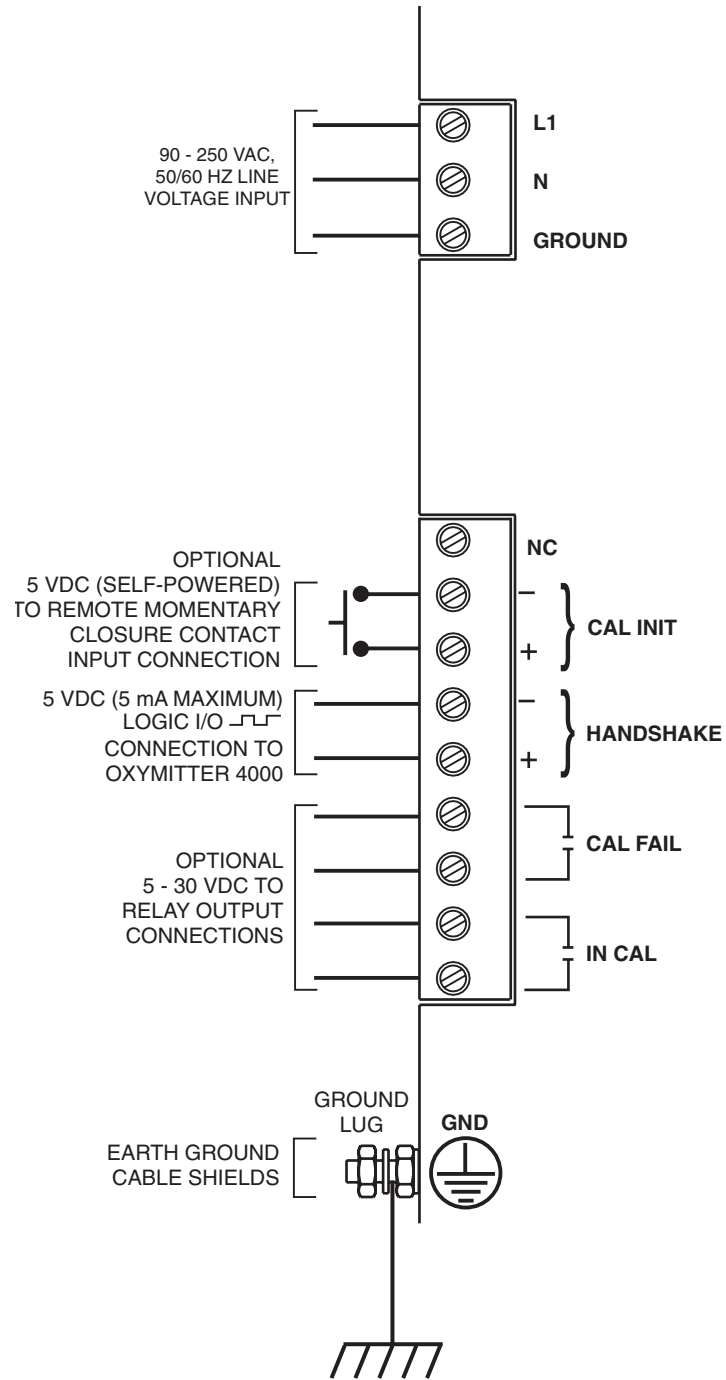 90 - 250 VAC,
50/60 HZ LINE
VOLTAGE INPUT
L1
N
GROUND
OPTIONAL
5 VDC (SELF-POWERED)
TO REMOTE MOMENTARY
CLOSURE CONTACT
INPUT CONNECTION
NC
–
+
CAL INIT
5 VDC (5 mA MAXIMUM)
LOGIC I/O
CONNECTION TO
OXYMITTER 4000
–
+
HANDSHAKE
OPTIONAL
5 - 30 VDC TO
RELAY OUTPUT
CONNECTIONS
CAL FAIL
IN CAL
GROUND
LUG
GND
EARTH GROUND
CABLE SHIELDS